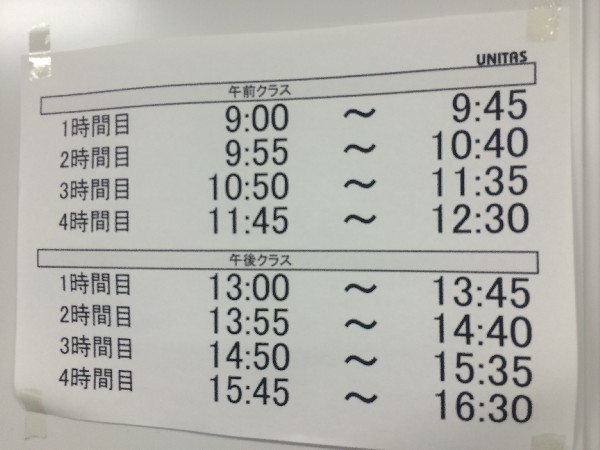 UNITAS
午前クラス
1時間目 9:00 ～ 9:45
2時間目 9:55 ～ 10:40
3時間目 10:50 ～ 11:35
4時間目 11:45 ～ 12:30
午後クラス
1時間目 13:00 ～ 13:45
2時間目 13:55 ～ 14:40
3時間目 14:50 ～ 15:35
4時間目 15:45 ～ 16:30